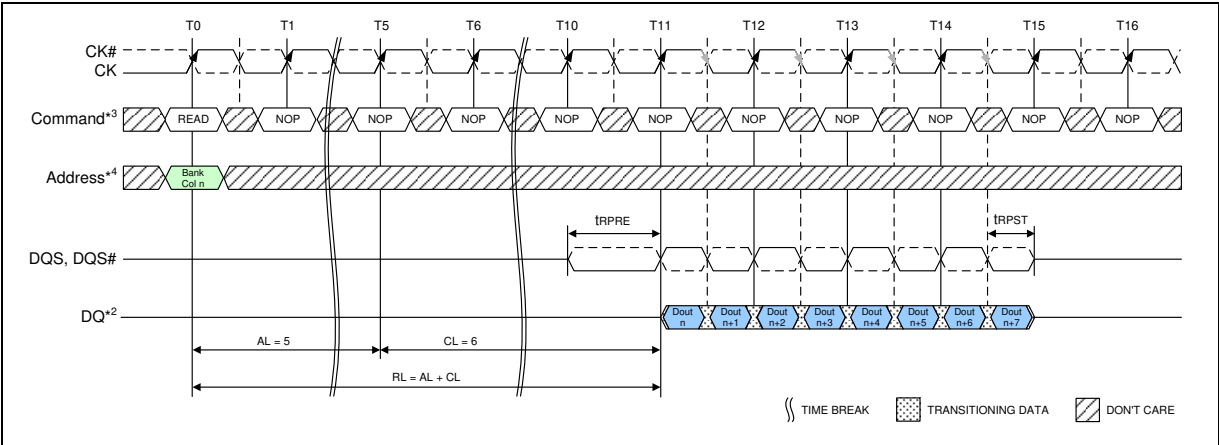 T0 T1 T5 T6 T10 T11 T12 T13 T14 T15 T16
CK#
CK
Command*3 READ NOP NOP NOP NOP NOP NOP NOP NOP NOP NOP
Address*4 Bank
Col n
tRPRE tRPST
DQS, DQS#
DQ*2 Dout n Dout n+1 Dout n+2 Dout n+3 Dout n+4 Dout n+5 Dout n+6 Dout n+7
AL = 5 CL = 6
RL = AL + CL
TIME BREAK TRANSITIONING DATA DON'T CARE